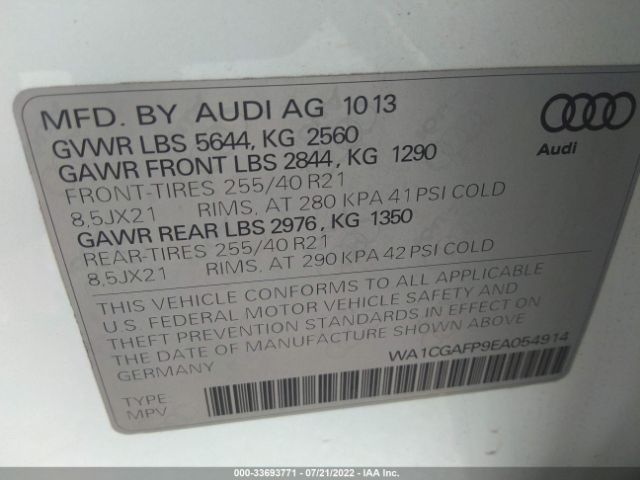 MFD. BY AUDI AG 10 13
GVWR LBS 5644, KG 2560
GAWR FRONT LBS 2844, KG 1290
FRONT-TIRES 255/40 R21
8,5JX21 RIMS, AT 280 KPA 41 PSI COLD
GAWR REAR LBS 2976, KG 1350
REAR-TIRES 255/40 R21
8,5JX21 RIMS, AT 290 KPA 42 PSI COLD
THIS VEHICLE CONFORMS TO ALL APPLICABLE
U.S. FEDERAL MOTOR VEHICLE SAFETY AND
THEFT PREVENTION STANDARDS IN EFFECT ON
THE DATE OF MANUFACTURE SHOWN ABOVE
GERMANY
Audi
WA1CGAFP9EA054914
TYPE
MPV
000-33693771 - 07/21/2022 - IAA Inc.